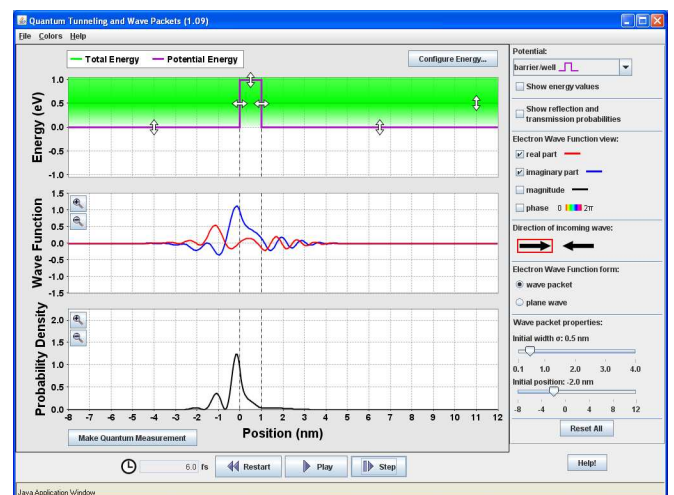 Quantum Tunneling and Wave Packets (1.09)
File Colors Help
Total Energy Potential Energy
Configure Energy...
Energy (eV)
1.0
0.5
0.0
-0.5
-1.0
Wave Function
1.5
1.0
0.5
0.0
-0.5
-1.0
-1.5
Probability Density
2.0
1.5
1.0
0.5
0.0
-8 -7 -6 -5 -4 -3 -2 -1 0 1 2 3 4 5 6 7 8 9 10 11 12
Position (nm)
Make Quantum Measurement
6.0 fs
Restart
Play
Step
Potential:
barrier/well
Show energy values
Show reflection and
transmission probabilities
Electron Wave Function view:
real part
imaginary part
magnitude
phase 0 2π
Direction of incoming wave:
Electron Wave Function form:
wave packet
plane wave
Wave packet properties:
Initial width σ: 0.5 nm
0.1 1.0 2.0 3.0 4.0
Initial position: -2.0 nm
-8 -4 0 4 8 12
Reset All
Help!
Java Application Window